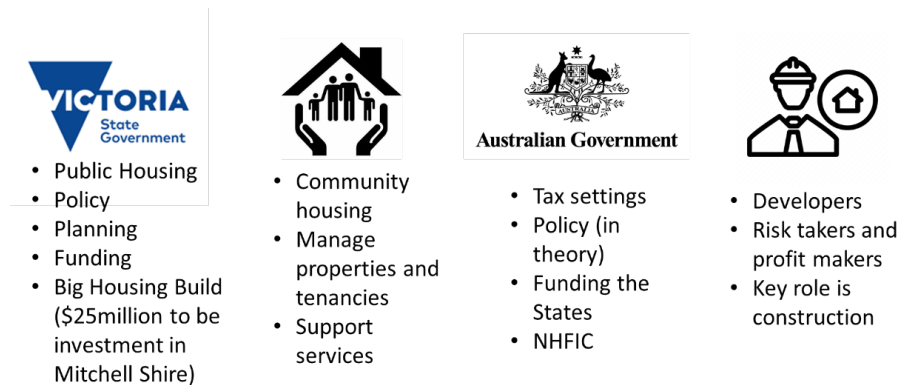 VICTORIA
State
Government
• Public Housing
• Policy
• Planning
• Funding
• Big Housing Build
($25million to be
investment in
Mitchell Shire)
• Community
housing
• Manage
properties and
tenancies
• Support
services
AUSTRALIA
Australian Government
• Tax settings
• Policy (in
theory)
• Funding the
States
• NHFIC
• Developers
• Risk takers and
profit makers
• Key role is
construction